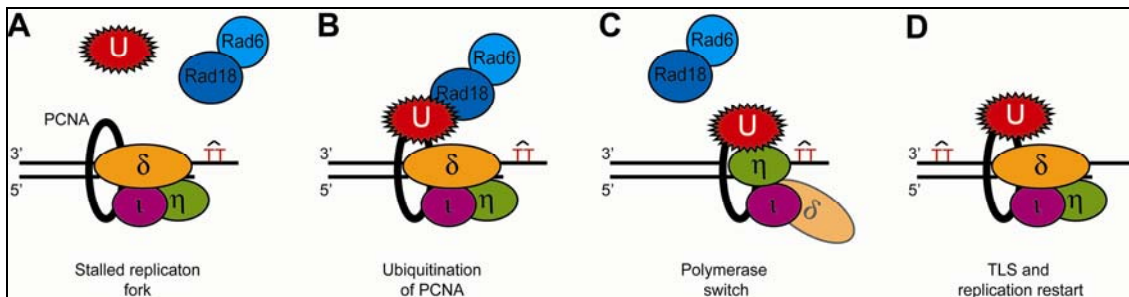 A
U
Rad6
Rad18
PCNA
δ
3'
5'
ι
η
T̂T
Stalled replicaton
fork
B
Rad6
Rad18
U
δ
3'
5'
ι
η
T̂T
Ubiquitination
of PCNA
C
Rad6
Rad18
U
η
3'
5'
ι
δ
T̂T
Polymerase
switch
D
U
T̂T
δ
3'
5'
ι
η
TLS and
replication restart